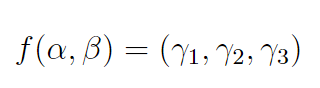 f(α, β) = (γ₁, γ₂, γ₃)